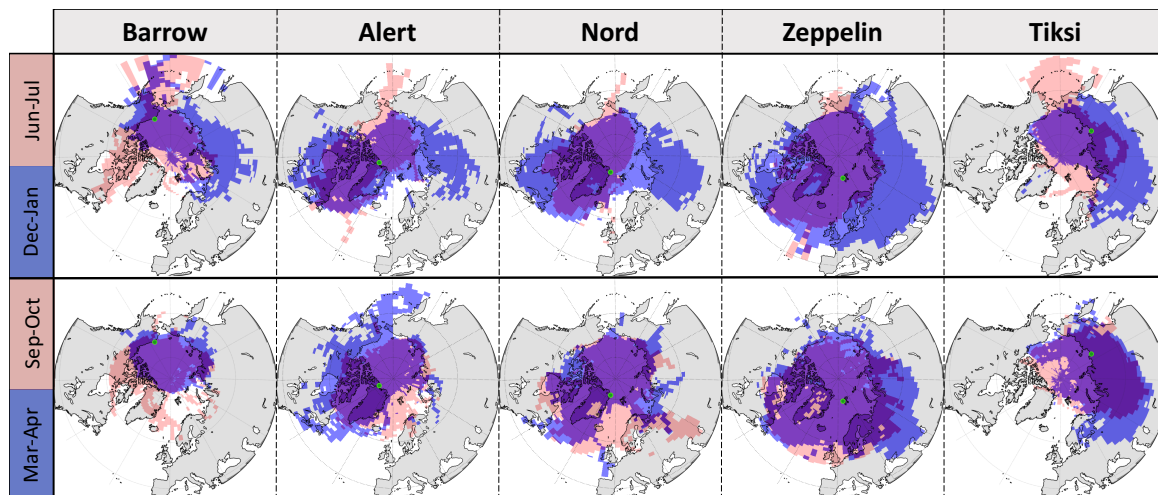 Barrow Alert Nord Zeppelin Tiksi
Jun-Jul
Dec-Jan
Sep-Oct
Mar-Apr